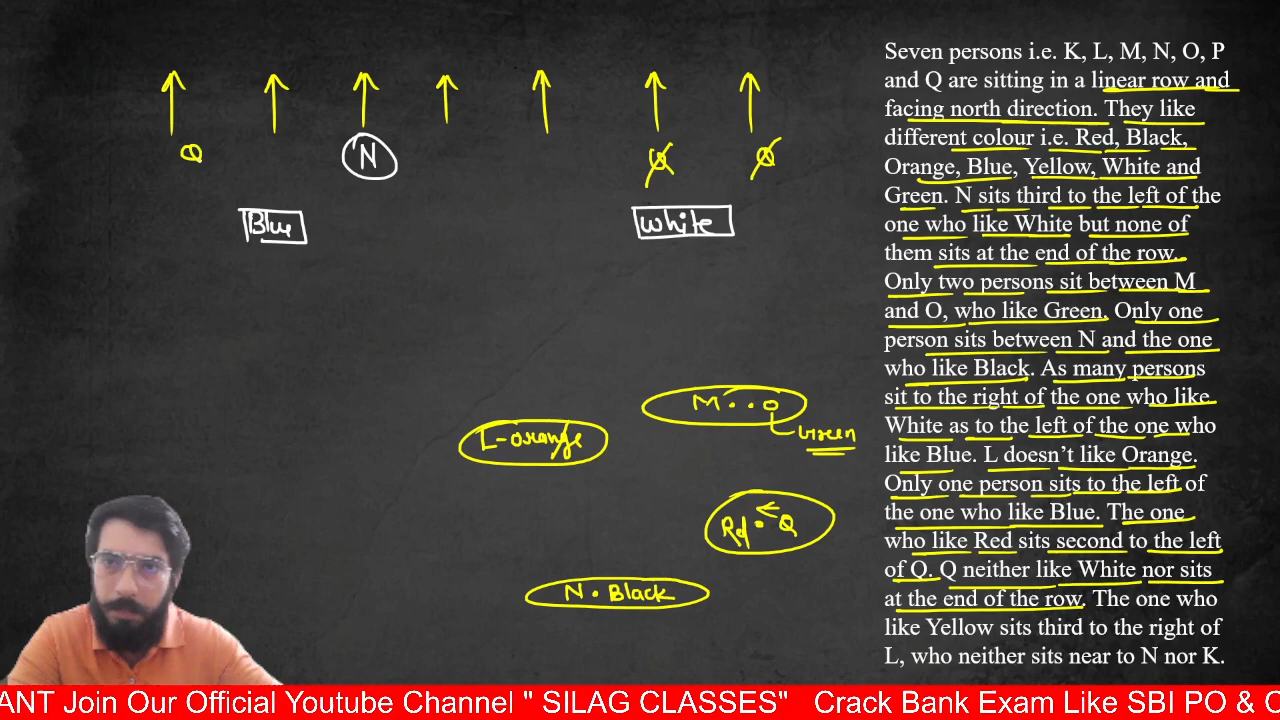 Seven persons i.e. K, L, M, N, O, P
and Q are sitting in a linear row and
facing north direction. They like
different colour i.e. Red, Black,
Orange, Blue, Yellow, White and
Green. N sits third to the left of the
one who like White but none of
them sits at the end of the row.
Only two persons sit between M
and O, who like Green. Only one
person sits between N and the one
who like Black. As many persons
sit to the right of the one who like
White as to the left of the one who
like Blue. L doesn’t like Orange.
Only one person sits to the left of
the one who like Blue. The one
who like Red sits second to the left
of Q. Q neither like White nor sits
at the end of the row. The one who
like Yellow sits third to the right of
L, who neither sits near to N nor K.
Q N Q Q
Blue White
M . . O
Green
L-orange
Red . Q
N . Black
ANT Join Our Official Youtube Channel " SILAG CLASSES" Crack Bank Exam Like SBI PO & C